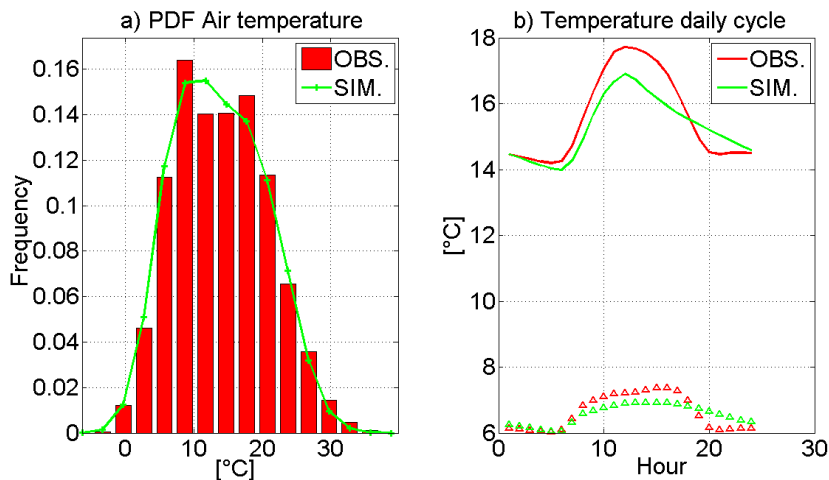 a) PDF Air temperature
OBS.
SIM.
Frequency
0.16
0.14
0.12
0.1
0.08
0.06
0.04
0.02
0
0
10
20
30
[°C]
b) Temperature daily cycle
OBS.
SIM.
[°C]
18
16
14
12
10
8
6
0
10
20
30
Hour